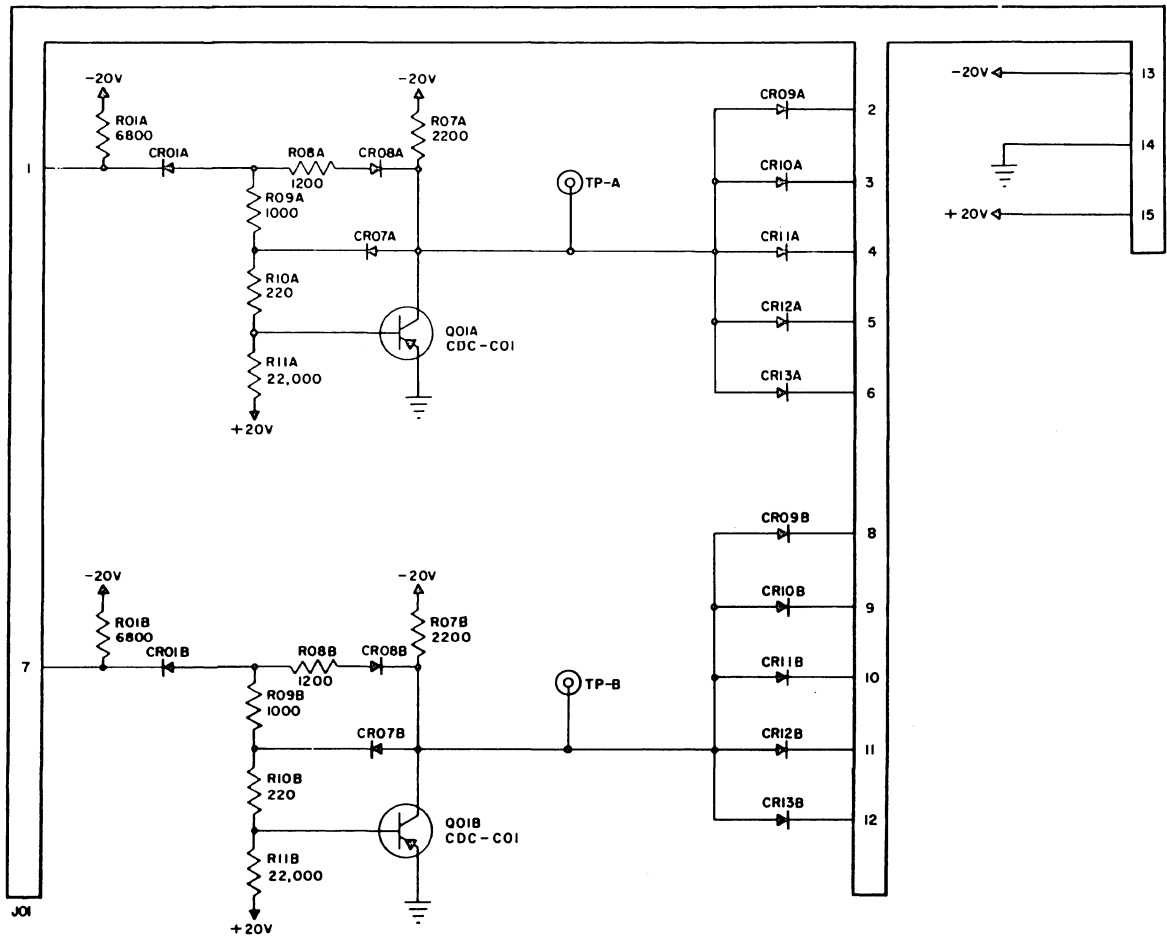 -20V
-20V
-20V
13
R01A
6800
R07A
2200
CR09A
2
1
CR01A
R08A
1200
CR08A
14
R09A
1000
TP-A
CR10A
3
+20V
15
CR07A
CR11A
4
R10A
220
Q01A
CDC-C01
CR12A
5
R11A
22,000
CR13A
6
+20V
CR09B
8
-20V
-20V
R01B
6800
R07B
2200
CR10B
9
7
CR01B
R08B
1200
CR08B
CR11B
10
R09B
1000
TP-B
CR07B
CR12B
11
R10B
220
Q01B
CDC-C01
CR13B
12
R11B
22,000
J01
+20V